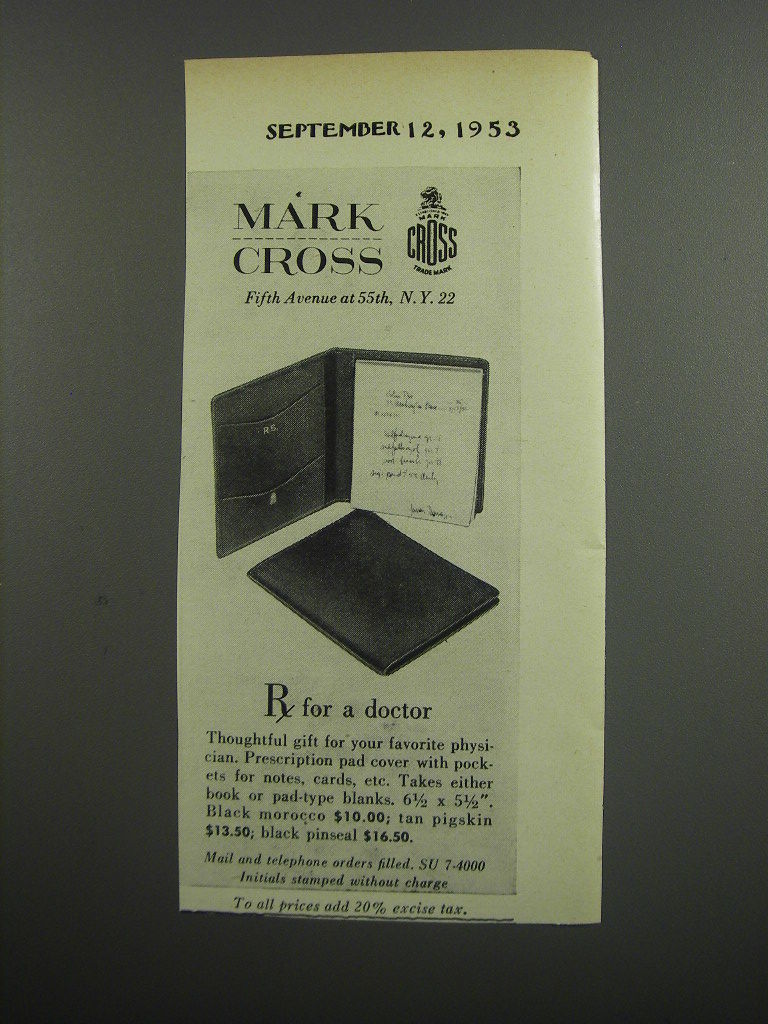 SEPTEMBER 12, 1953
MARK
CROSS
MARK
CROSS
TRADE MARK
Fifth Avenue at 55th, N.Y. 22
R.S.
℞ for a doctor
Thoughtful gift for your favorite physi-
cian. Prescription pad cover with pock-
ets for notes, cards, etc. Takes either
book or pad-type blanks. 6½ x 5½".
Black morocco $10.00; tan pigskin
$13.50; black pinseal $16.50.
Mail and telephone orders filled. SU 7-4000
Initials stamped without charge
To all prices add 20% excise tax.